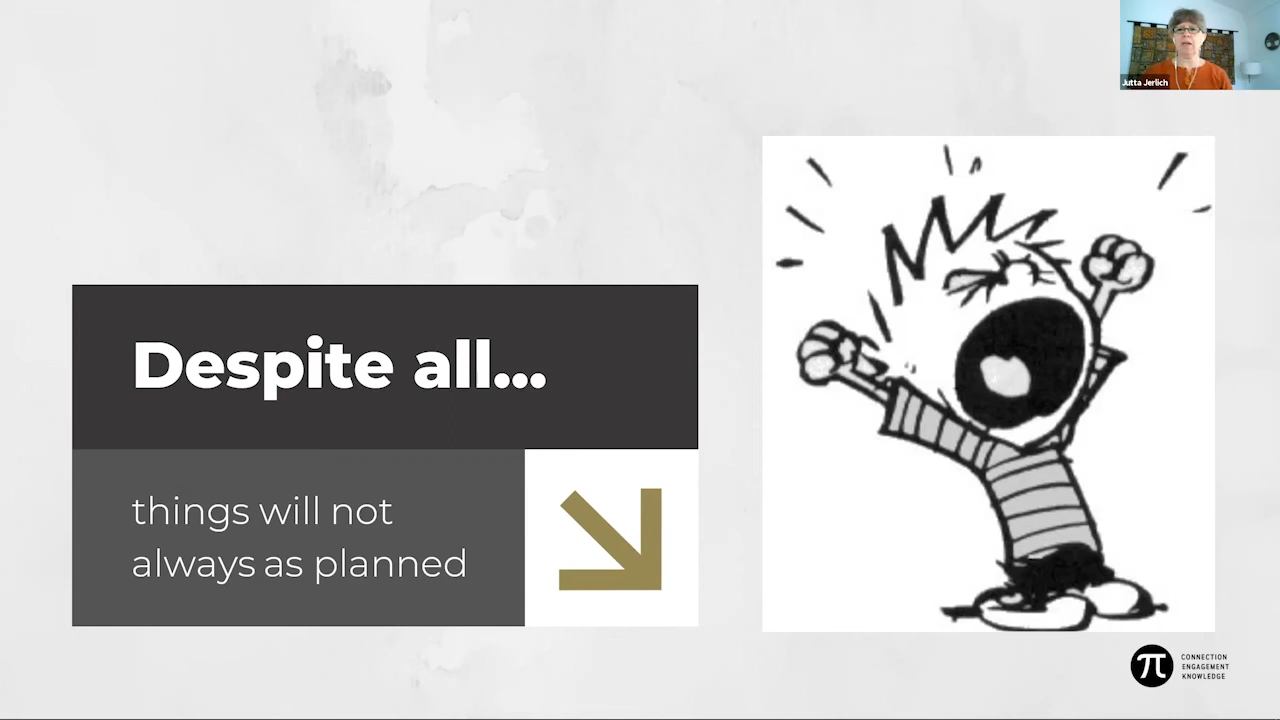 Jutta Jerlich
Despite all...
things will not
always as planned
π
CONNECTION
ENGAGEMENT
KNOWLEDGE